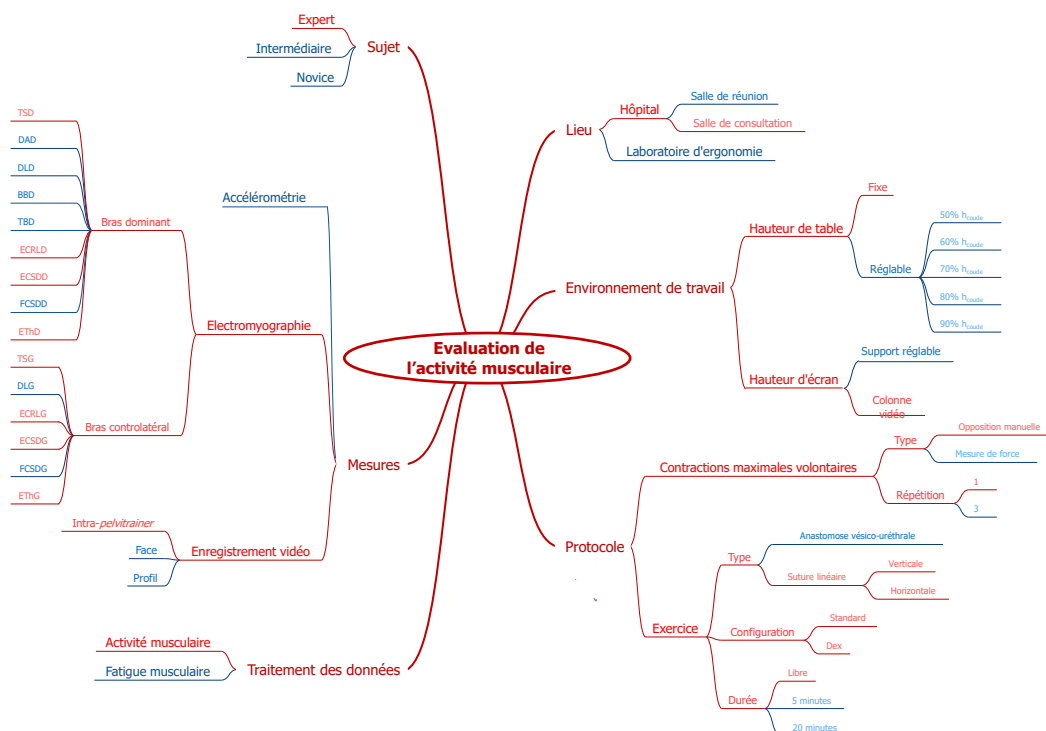 Evaluation de
l'activité musculaire
Sujet
Expert
Intermédiaire
Novice
Lieu
Hôpital
Salle de réunion
Salle de consultation
Laboratoire d'ergonomie
Environnement de travail
Hauteur de table
Fixe
Réglable
50% hcoude
60% hcoude
70% hcoude
80% hcoude
90% hcoude
Hauteur d'écran
Support réglable
Colonne
vidéo
Mesures
Accélérométrie
Electromyographie
Bras dominant
TSD
DAD
DLD
BBD
TBD
ECRLD
ECSDD
FCSDD
EThD
Bras controlatéral
TSG
DLG
ECRLG
ECSDG
FCSDG
EThG
Enregistrement vidéo
Intra-pelvitrainer
Face
Profil
Protocole
Contractions maximales volontaires
Type
Opposition manuelle
Mesure de force
Répétition
1
3
Exercice
Type
Anastomose vésico-uréthrale
Suture linéaire
Verticale
Horizontale
Configuration
Standard
Dex
Durée
Libre
5 minutes
20 minutes
Traitement des données
Activité musculaire
Fatigue musculaire